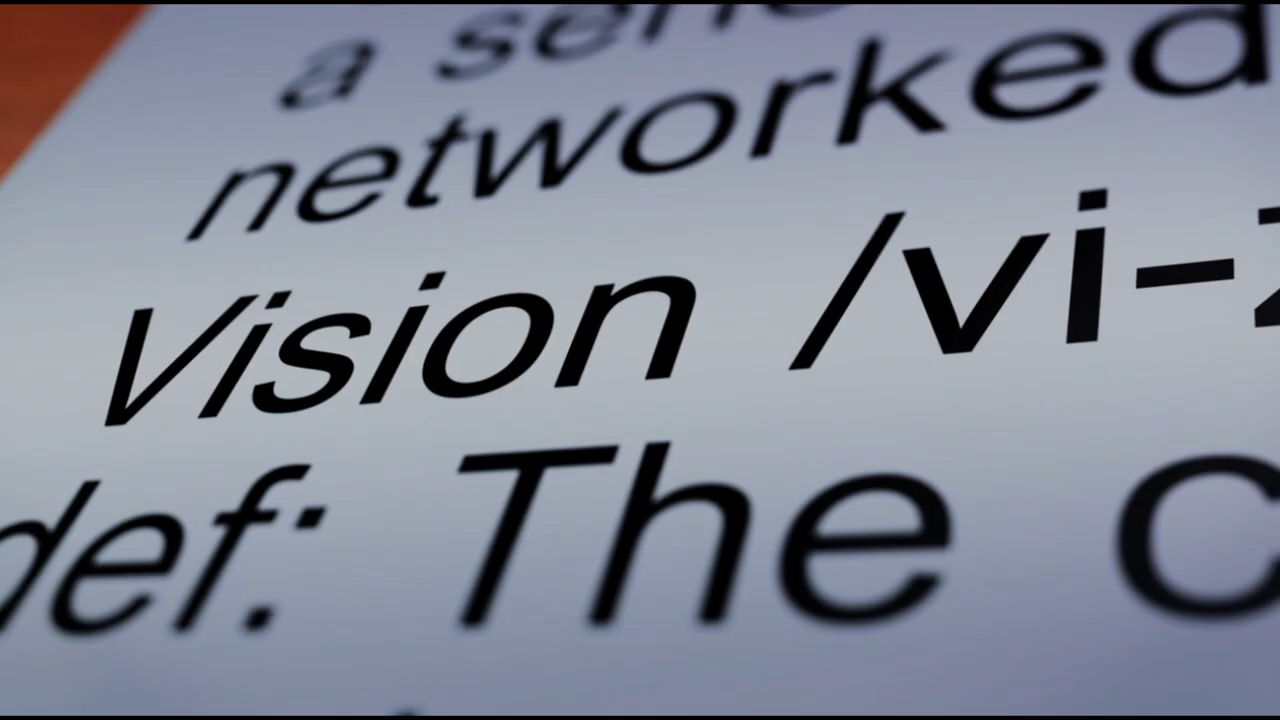 a
networked
Vision /vi-
def: The